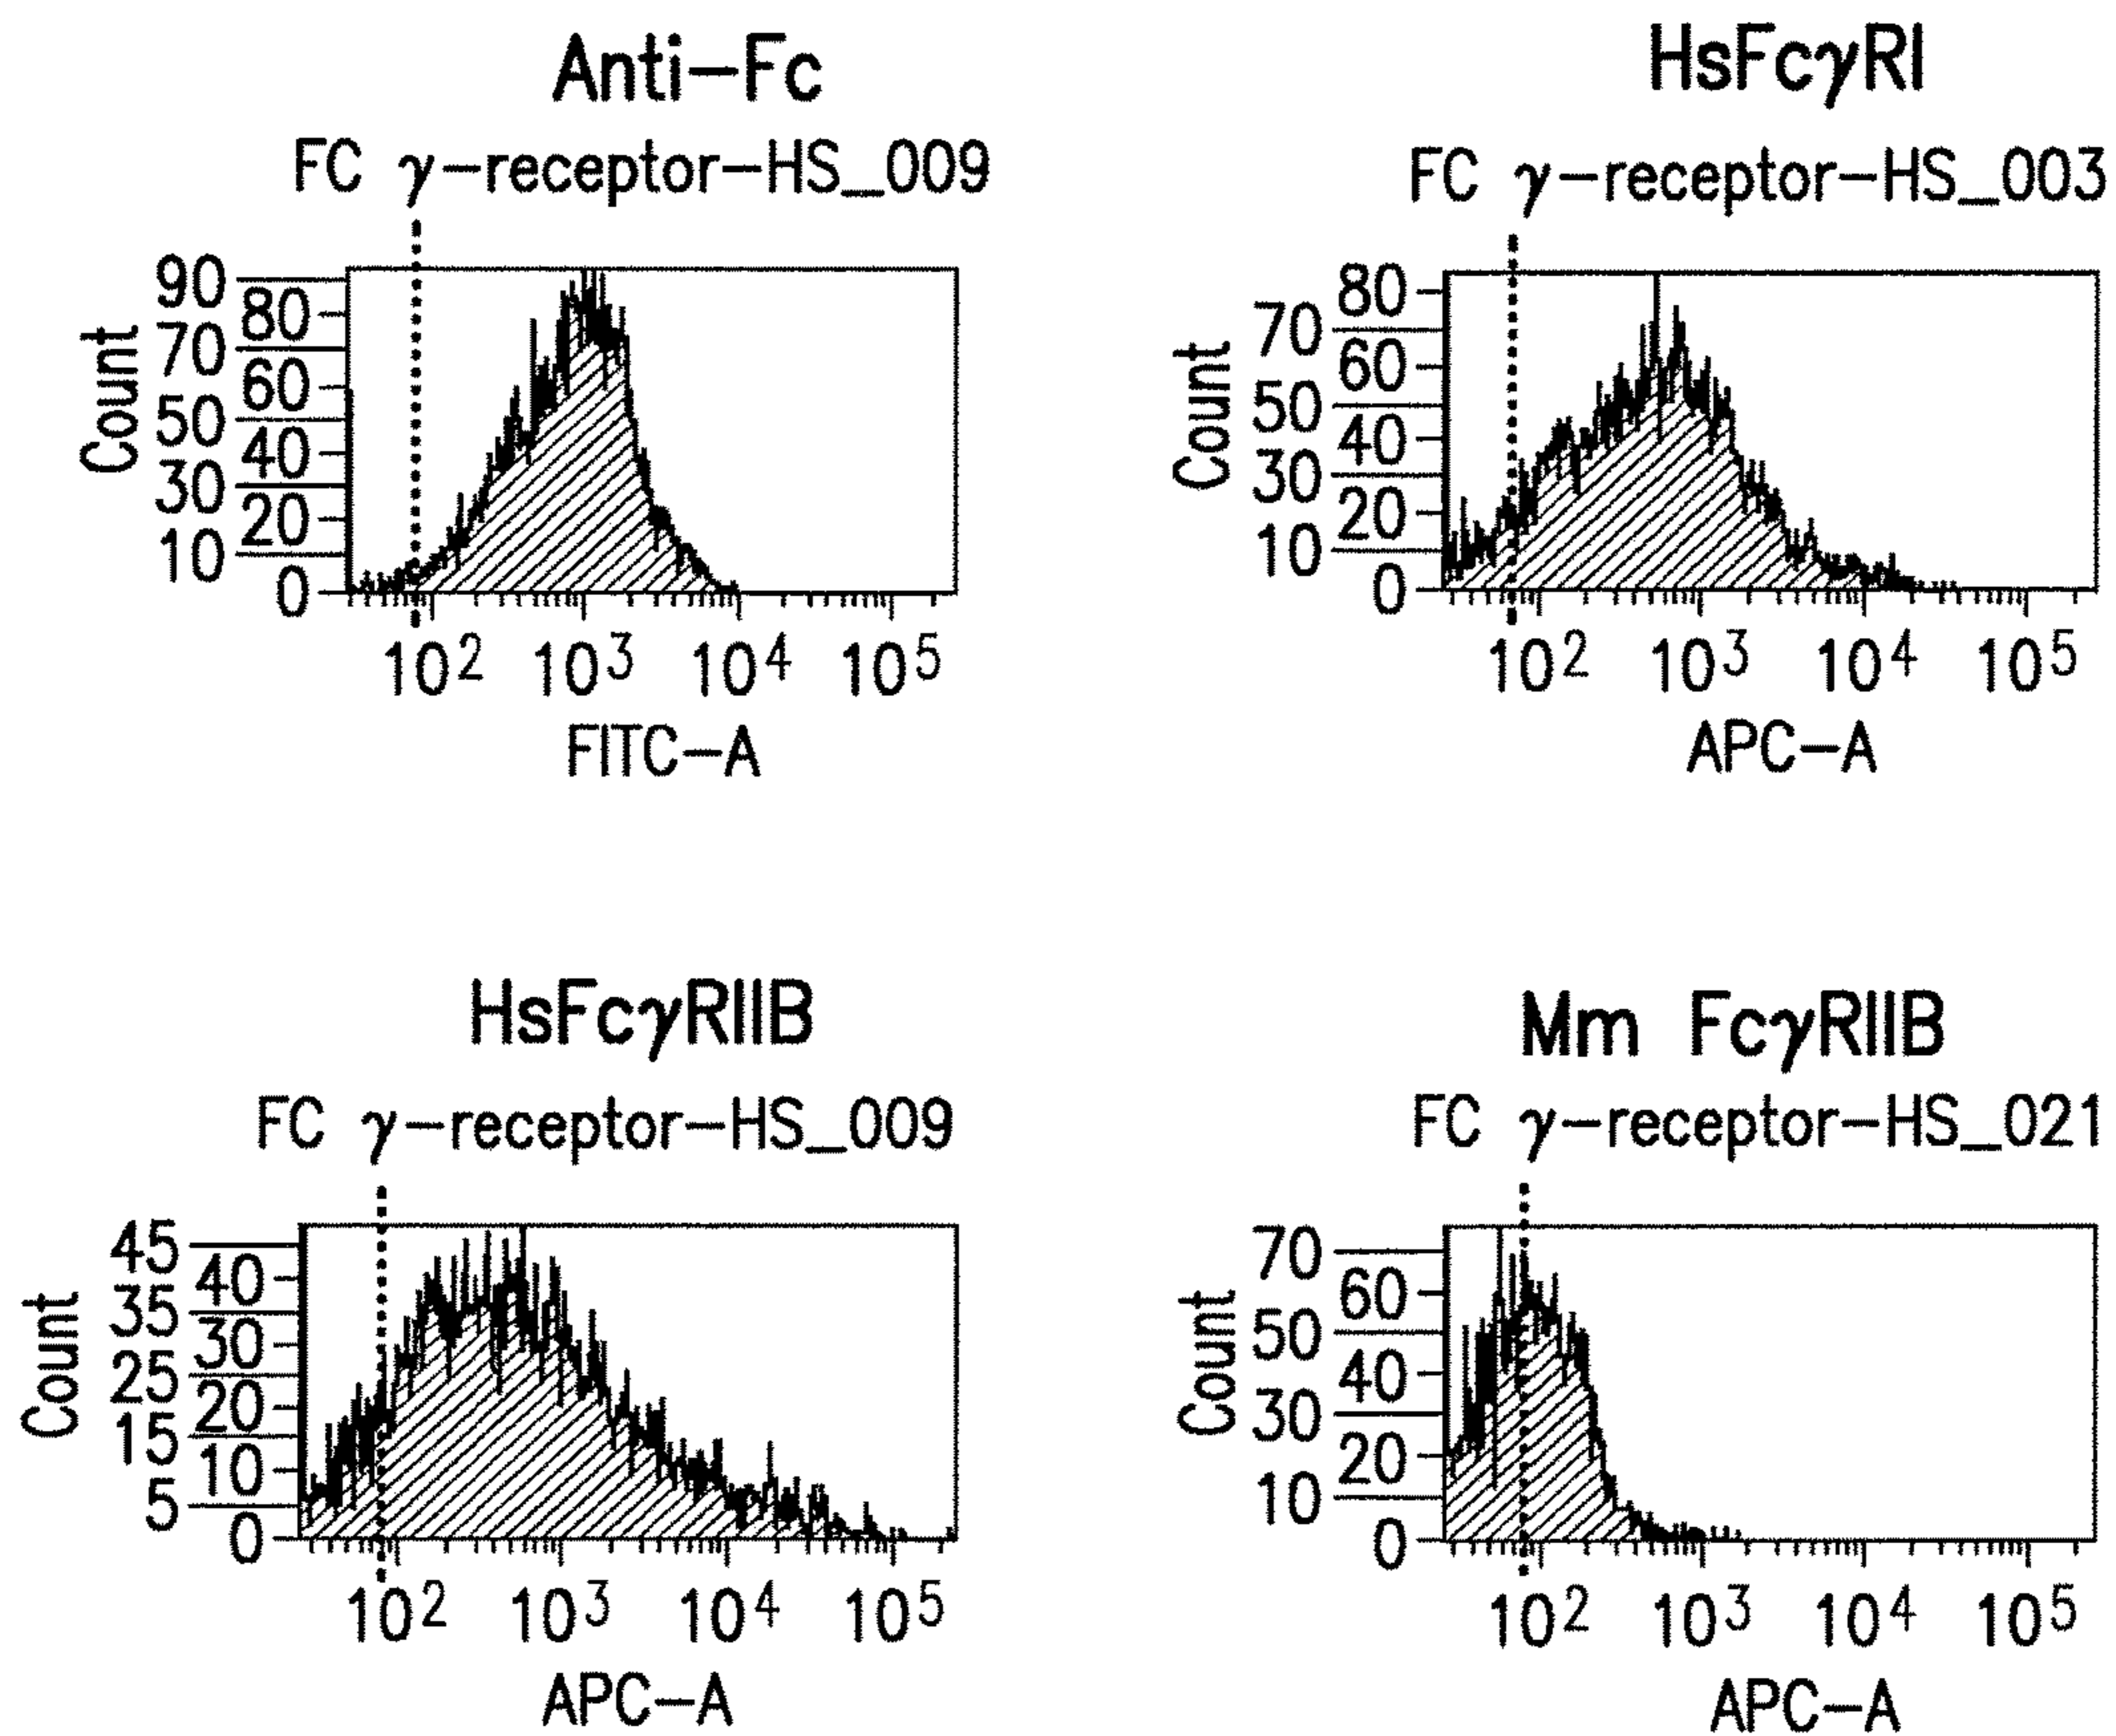 Anti-Fc
FC γ-receptor-HS_009
Count
90
80
70
60
50
40
30
20
10
0
10² 10³ 10⁴ 10⁵
FITC-A
HsFcγRI
FC γ-receptor-HS_003
Count
80
70
60
50
40
30
20
10
0
10² 10³ 10⁴ 10⁵
APC-A
HsFcγRIIB
FC γ-receptor-HS_009
Count
45
40
35
30
25
20
15
10
5
0
10² 10³ 10⁴ 10⁵
APC-A
Mm FcγRIIB
FC γ-receptor-HS_021
Count
70
60
50
40
30
20
10
0
10² 10³ 10⁴ 10⁵
APC-A